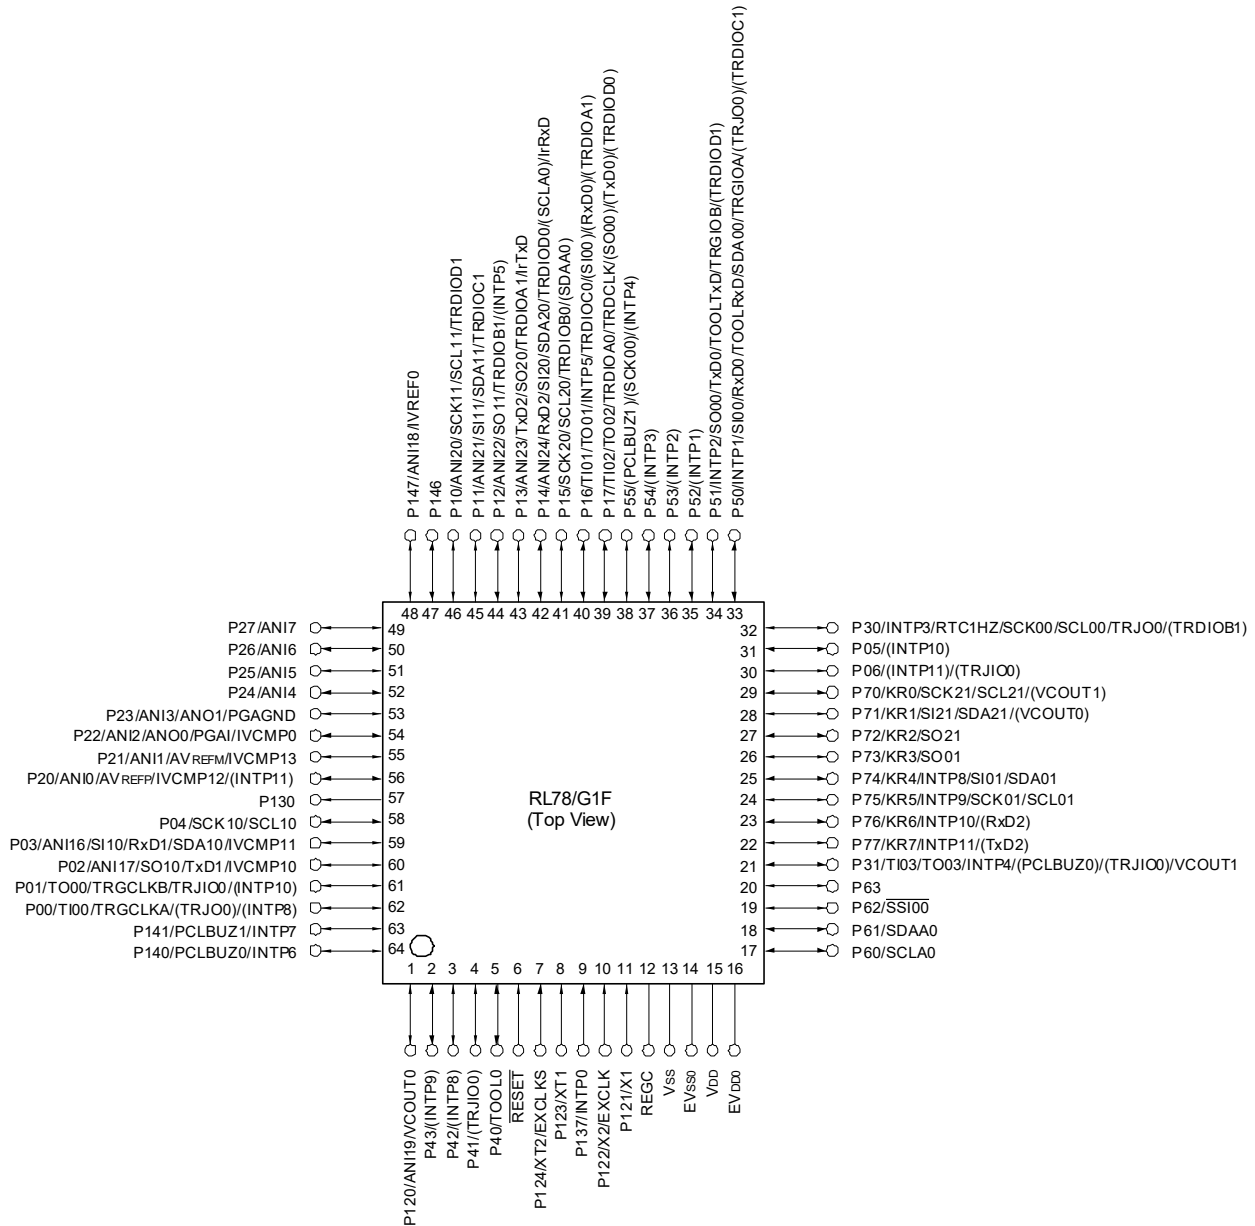 P147/ANI18/IVREF0
P146
P10/ANI20/SCK11/SCL11/TRDIOD1
P11/ANI21/SI11/SDA11/TRDIOC1
P12/ANI22/SO11/TRDIOB1/(INTP5)
P13/ANI23/TxD2/SO20/TRDIOA1/IrTxD
P14/ANI24/RxD2/SI20/SDA20/TRDIOD0/(SCLA0)/IrRxD
P15/SCK20/SCL20/TRDIOB0/(SDAA0)
P16/TI01/TO01/INTP5/TRDIOC0/(SI00)/(RxD0)/(TRDIOA1)
P17/TI02/TO02/TRDIOA0/TRDCLK/(SO00)/(TxD0)/(TRDIOD0)
P55/(PCLBUZ1)/(SCK00)/(INTP4)
P54/(INTP3)
P53/(INTP2)
P52/(INTP1)
P51/INTP2/SO00/TxD0/TOOLTxD/TRGIOB/(TRDIOD1)
P50/INTP1/SI00/RxD0/TOOLRxD/SDA00/TRGIOA/(TRJO0)/(TRDIOC1)
48 47 46 45 44 43 42 41 40 39 38 37 36 35 34 33
P27/ANI7 49
P26/ANI6 50
P25/ANI5 51
P24/ANI4 52
P23/ANI3/ANO1/PGAGND 53
P22/ANI2/ANO0/PGAI/IVCMP0 54
P21/ANI1/AVREFM/IVCMP13 55
P20/ANI0/AVREFP/IVCMP12/(INTP11) 56
P130 57
P04/SCK10/SCL10 58
P03/ANI16/SI10/RxD1/SDA10/IVCMP11 59
P02/ANI17/SO10/TxD1/IVCMP10 60
P01/TO00/TRGCLKB/TRJIO0/(INTP10) 61
P00/TI00/TRGCLKA/(TRJO0)/(INTP8) 62
P141/PCLBUZ1/INTP7 63
P140/PCLBUZ0/INTP6 64
RL78/G1F
(Top View)
32 P30/INTP3/RTC1HZ/SCK00/SCL00/TRJO0/(TRDIOB1)
31 P05/(INTP10)
30 P06/(INTP11)/(TRJIO0)
29 P70/KR0/SCK21/SCL21/(VCOUT1)
28 P71/KR1/SI21/SDA21/(VCOUT0)
27 P72/KR2/SO21
26 P73/KR3/SO01
25 P74/KR4/INTP8/SI01/SDA01
24 P75/KR5/INTP9/SCK01/SCL01
23 P76/KR6/INTP10/(RxD2)
22 P77/KR7/INTP11/(TxD2)
21 P31/TI03/TO03/INTP4/(PCLBUZ0)/(TRJIO0)/VCOUT1
20 P63
19 P62/SSI00
18 P61/SDAA0
17 P60/SCLA0
1 2 3 4 5 6 7 8 9 10 11 12 13 14 15 16
P120/ANI19/VCOUT0
P43/(INTP9)
P42/(INTP8)
P41/(TRJIO0)
P40/TOOL0
RESET
P124/XT2/EXCLKS
P123/XT1
P137/INTP0
P122/X2/EXCLK
P121/X1
REGC
VSS
EVSS0
VDD
EVDD0